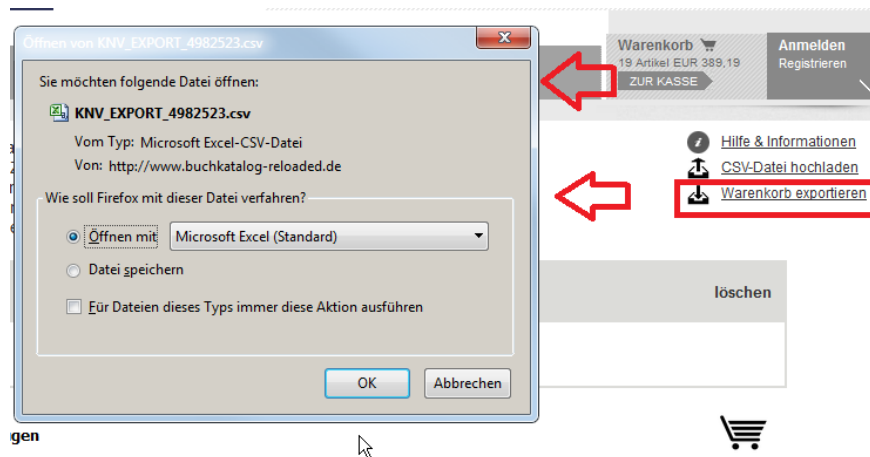 Öffnen von KNV_EXPORT_4982523.csv
Sie möchten folgende Datei öffnen:
KNV_EXPORT_4982523.csv
Vom Typ: Microsoft Excel-CSV-Datei
Von: http://www.buchkatalog-reloaded.de
Wie soll Firefox mit dieser Datei verfahren?
Öffnen mit Microsoft Excel (Standard)
Datei speichern
Für Dateien dieses Typs immer diese Aktion ausführen
OK Abbrechen
Warenkorb
19 Artikel EUR 389,19
ZUR KASSE
Anmelden
Registrieren
Hilfe & Informationen
CSV-Datei hochladen
Warenkorb exportieren
löschen
gen